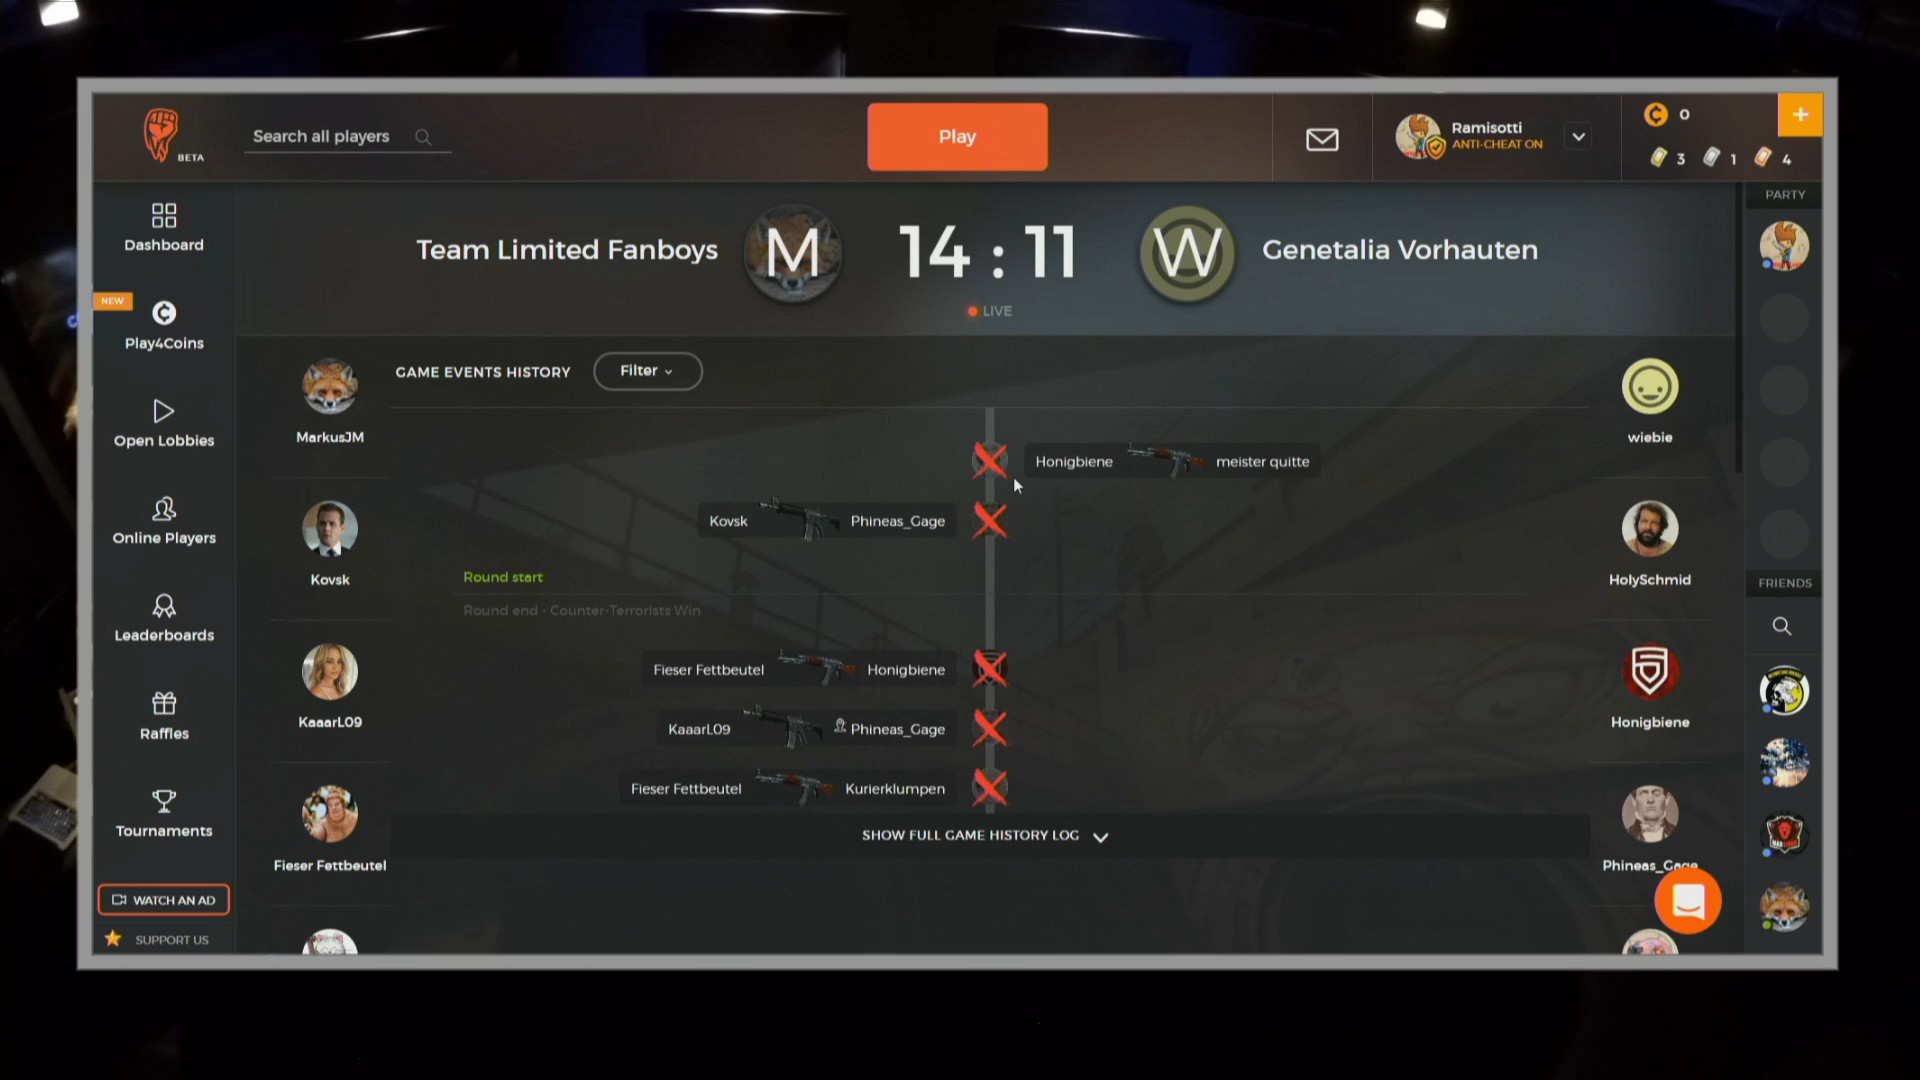 BETA
Search all players
Play
Ramisotti
ANTI-CHEAT ON
0
3 1 4
Dashboard
NEW
Play4Coins
Open Lobbies
Online Players
Leaderboards
Raffles
Tournaments
WATCH AN AD
SUPPORT US
Team Limited Fanboys
M
14 : 11
W
Genetalia Vorhauten
LIVE
GAME EVENTS HISTORY
Filter
MarkusJM
Kovsk
KaaarL09
Fieser Fettbeutel
Honigbiene meister quitte
Kovsk Phineas_Gage
Round start
Round end - Counter-Terrorists Win
Fieser Fettbeutel Honigbiene
KaaarL09 Phineas_Gage
Fieser Fettbeutel Kurierklumpen
SHOW FULL GAME HISTORY LOG
wiebie
HolySchmid
Honigbiene
Phineas_Gage
PARTY
FRIENDS